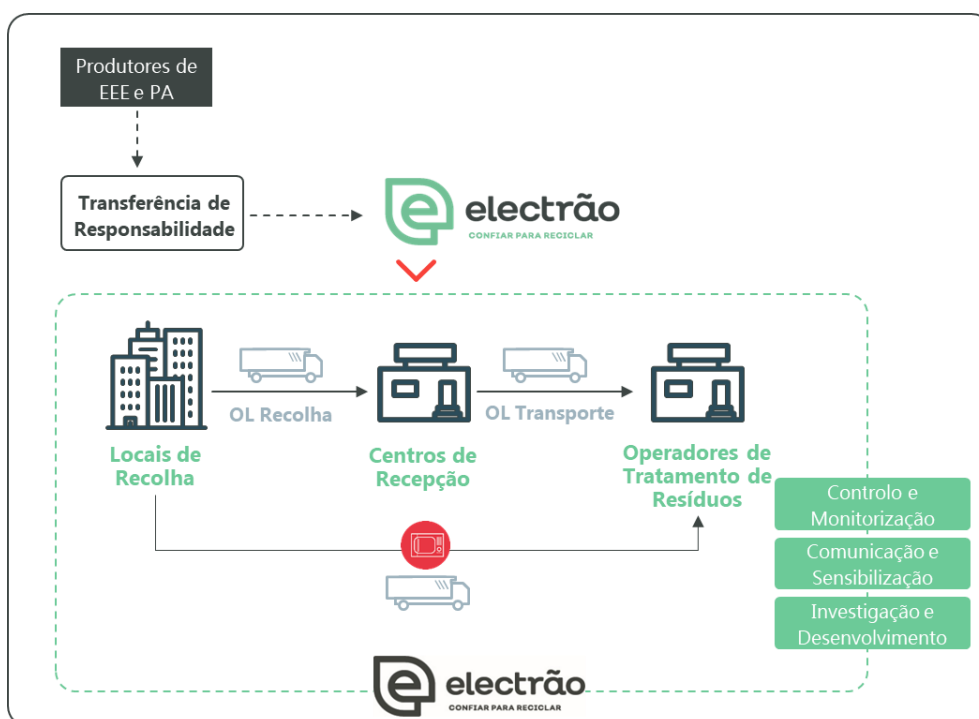 Produtores de
EEE e PA
Transferência de
Responsabilidade
e electrão
CONFIAR PARA RECICLAR
OL Recolha
OL Transporte
Locais de
Recolha
Centros de
Recepção
Operadores de
Tratamento de
Resíduos
Controlo e
Monitorização
Comunicação e
Sensibilização
Investigação e
Desenvolvimento
e electrão
CONFIAR PARA RECICLAR